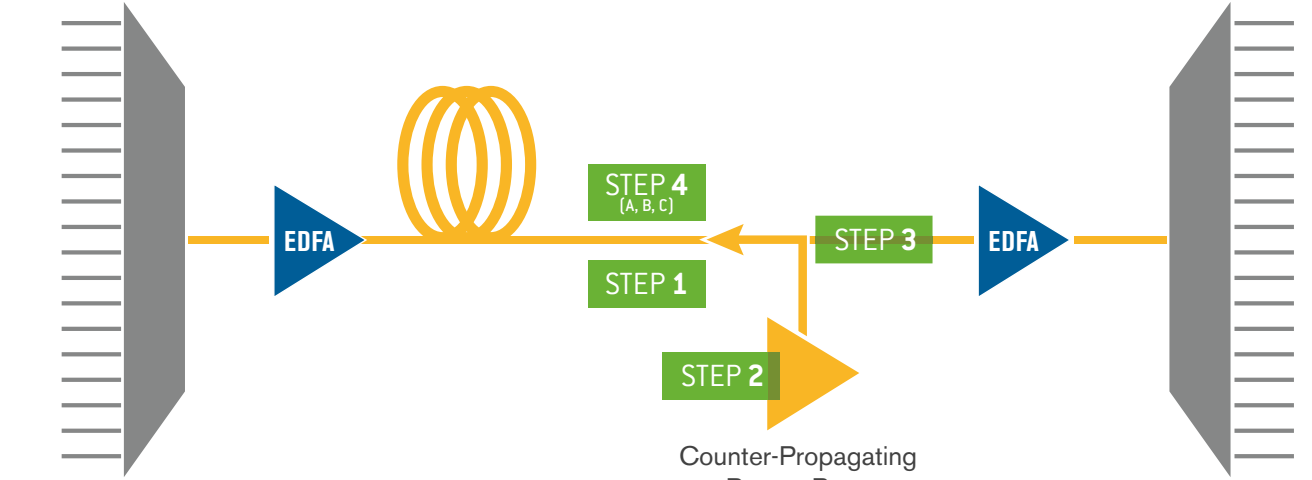 STEP 4
(A, B, C)
EDFA
STEP 3
EDFA
STEP 1
STEP 2
Counter-Propagating